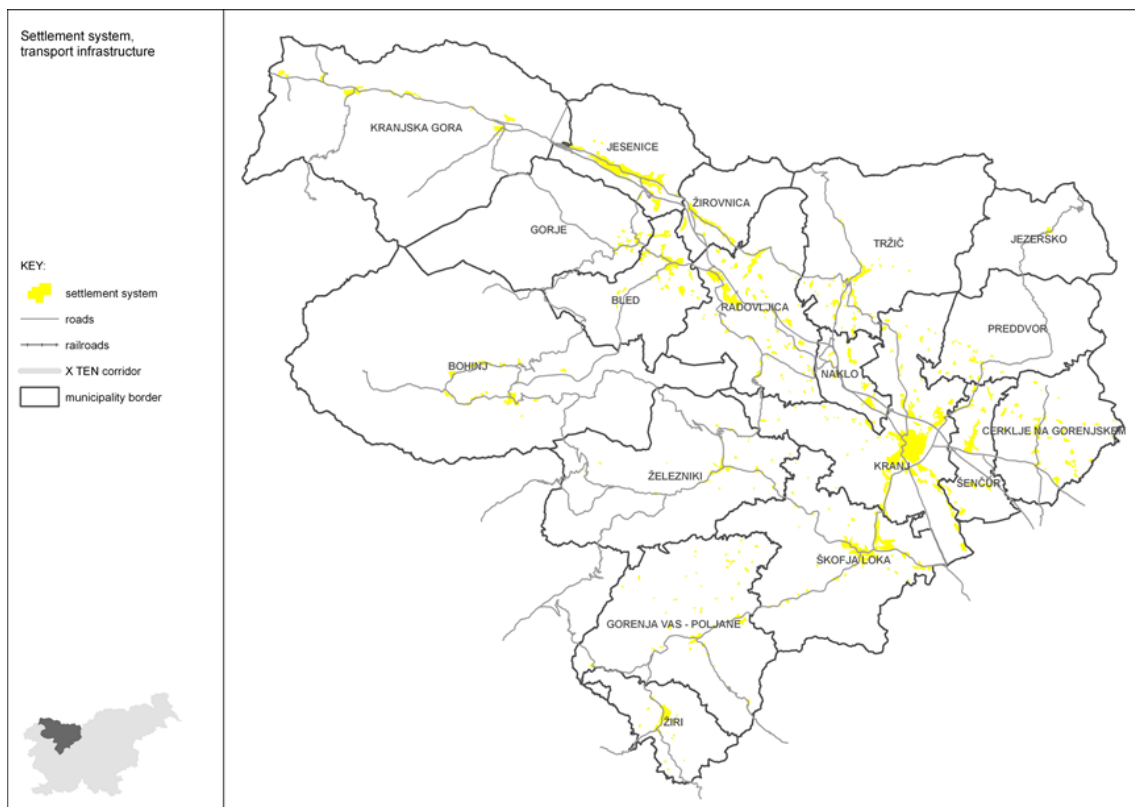 Settlement system,
transport infrastructure
KEY:
settlement system
roads
railroads
X TEN corridor
municipality border
KRANJSKA GORA
JESENICE
ŽIROVNICA
GORJE
TRŽIČ
JEZERSKO
BLED
RADOVLJICA
PREDDVOR
BOHINJ
NAKLO
CERKLJE NA GORENJSKEM
KRANJ
ŽELEZNIKI
ŠENČUR
ŠKOFJA LOKA
GORENJA VAS - POLJANE
ŽIRI